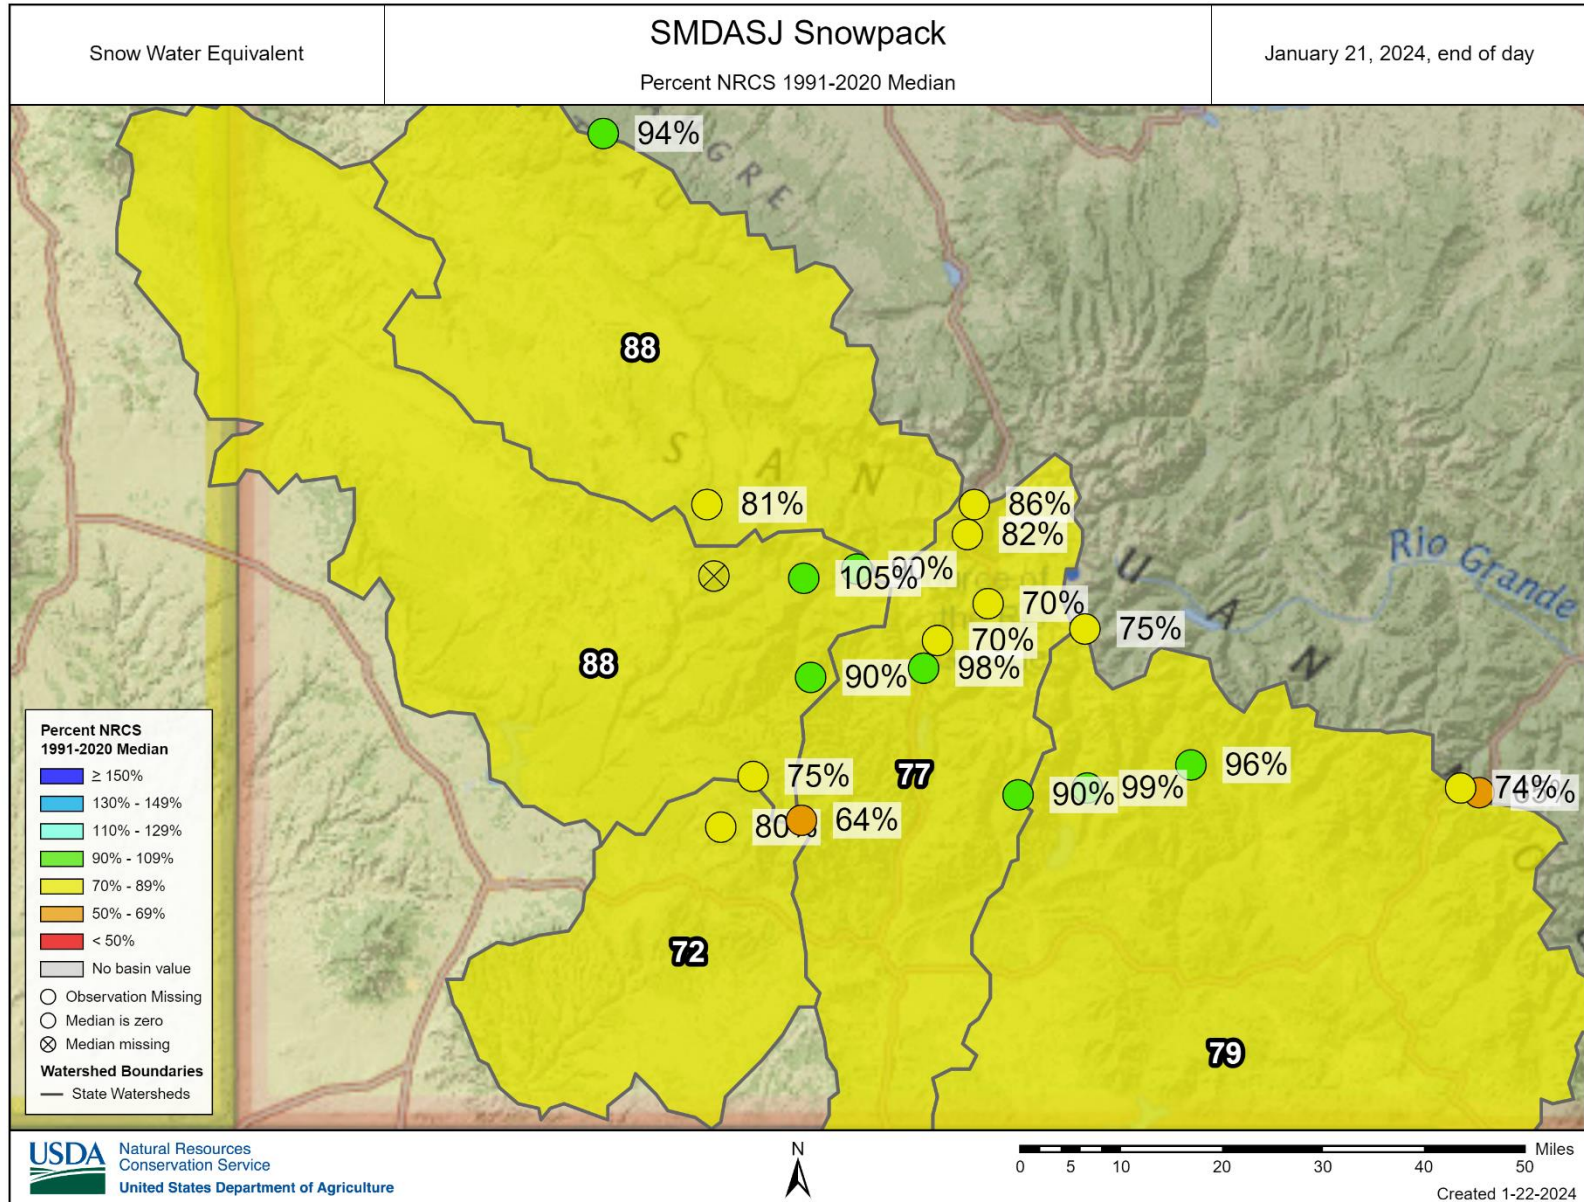 Snow Water Equivalent
SMDASJ Snowpack
Percent NRCS 1991-2020 Median
January 21, 2024, end of day
94%
GRE
AU
88
S A N
81%
86%
82%
105%
70%
75%
70%
98%
90%
88
U A N
Rio Grande
75%
77
96%
99%
90%
74%
80%
64%
72
79
Percent NRCS
1991-2020 Median
≥ 150%
130% - 149%
110% - 129%
90% - 109%
70% - 89%
50% - 69%
< 50%
No basin value
Observation Missing
Median is zero
Median missing
Watershed Boundaries
State Watersheds
USDA
Natural Resources
Conservation Service
United States Department of Agriculture
N
0 5 10 20 30 40 50 Miles
Created 1-22-2024